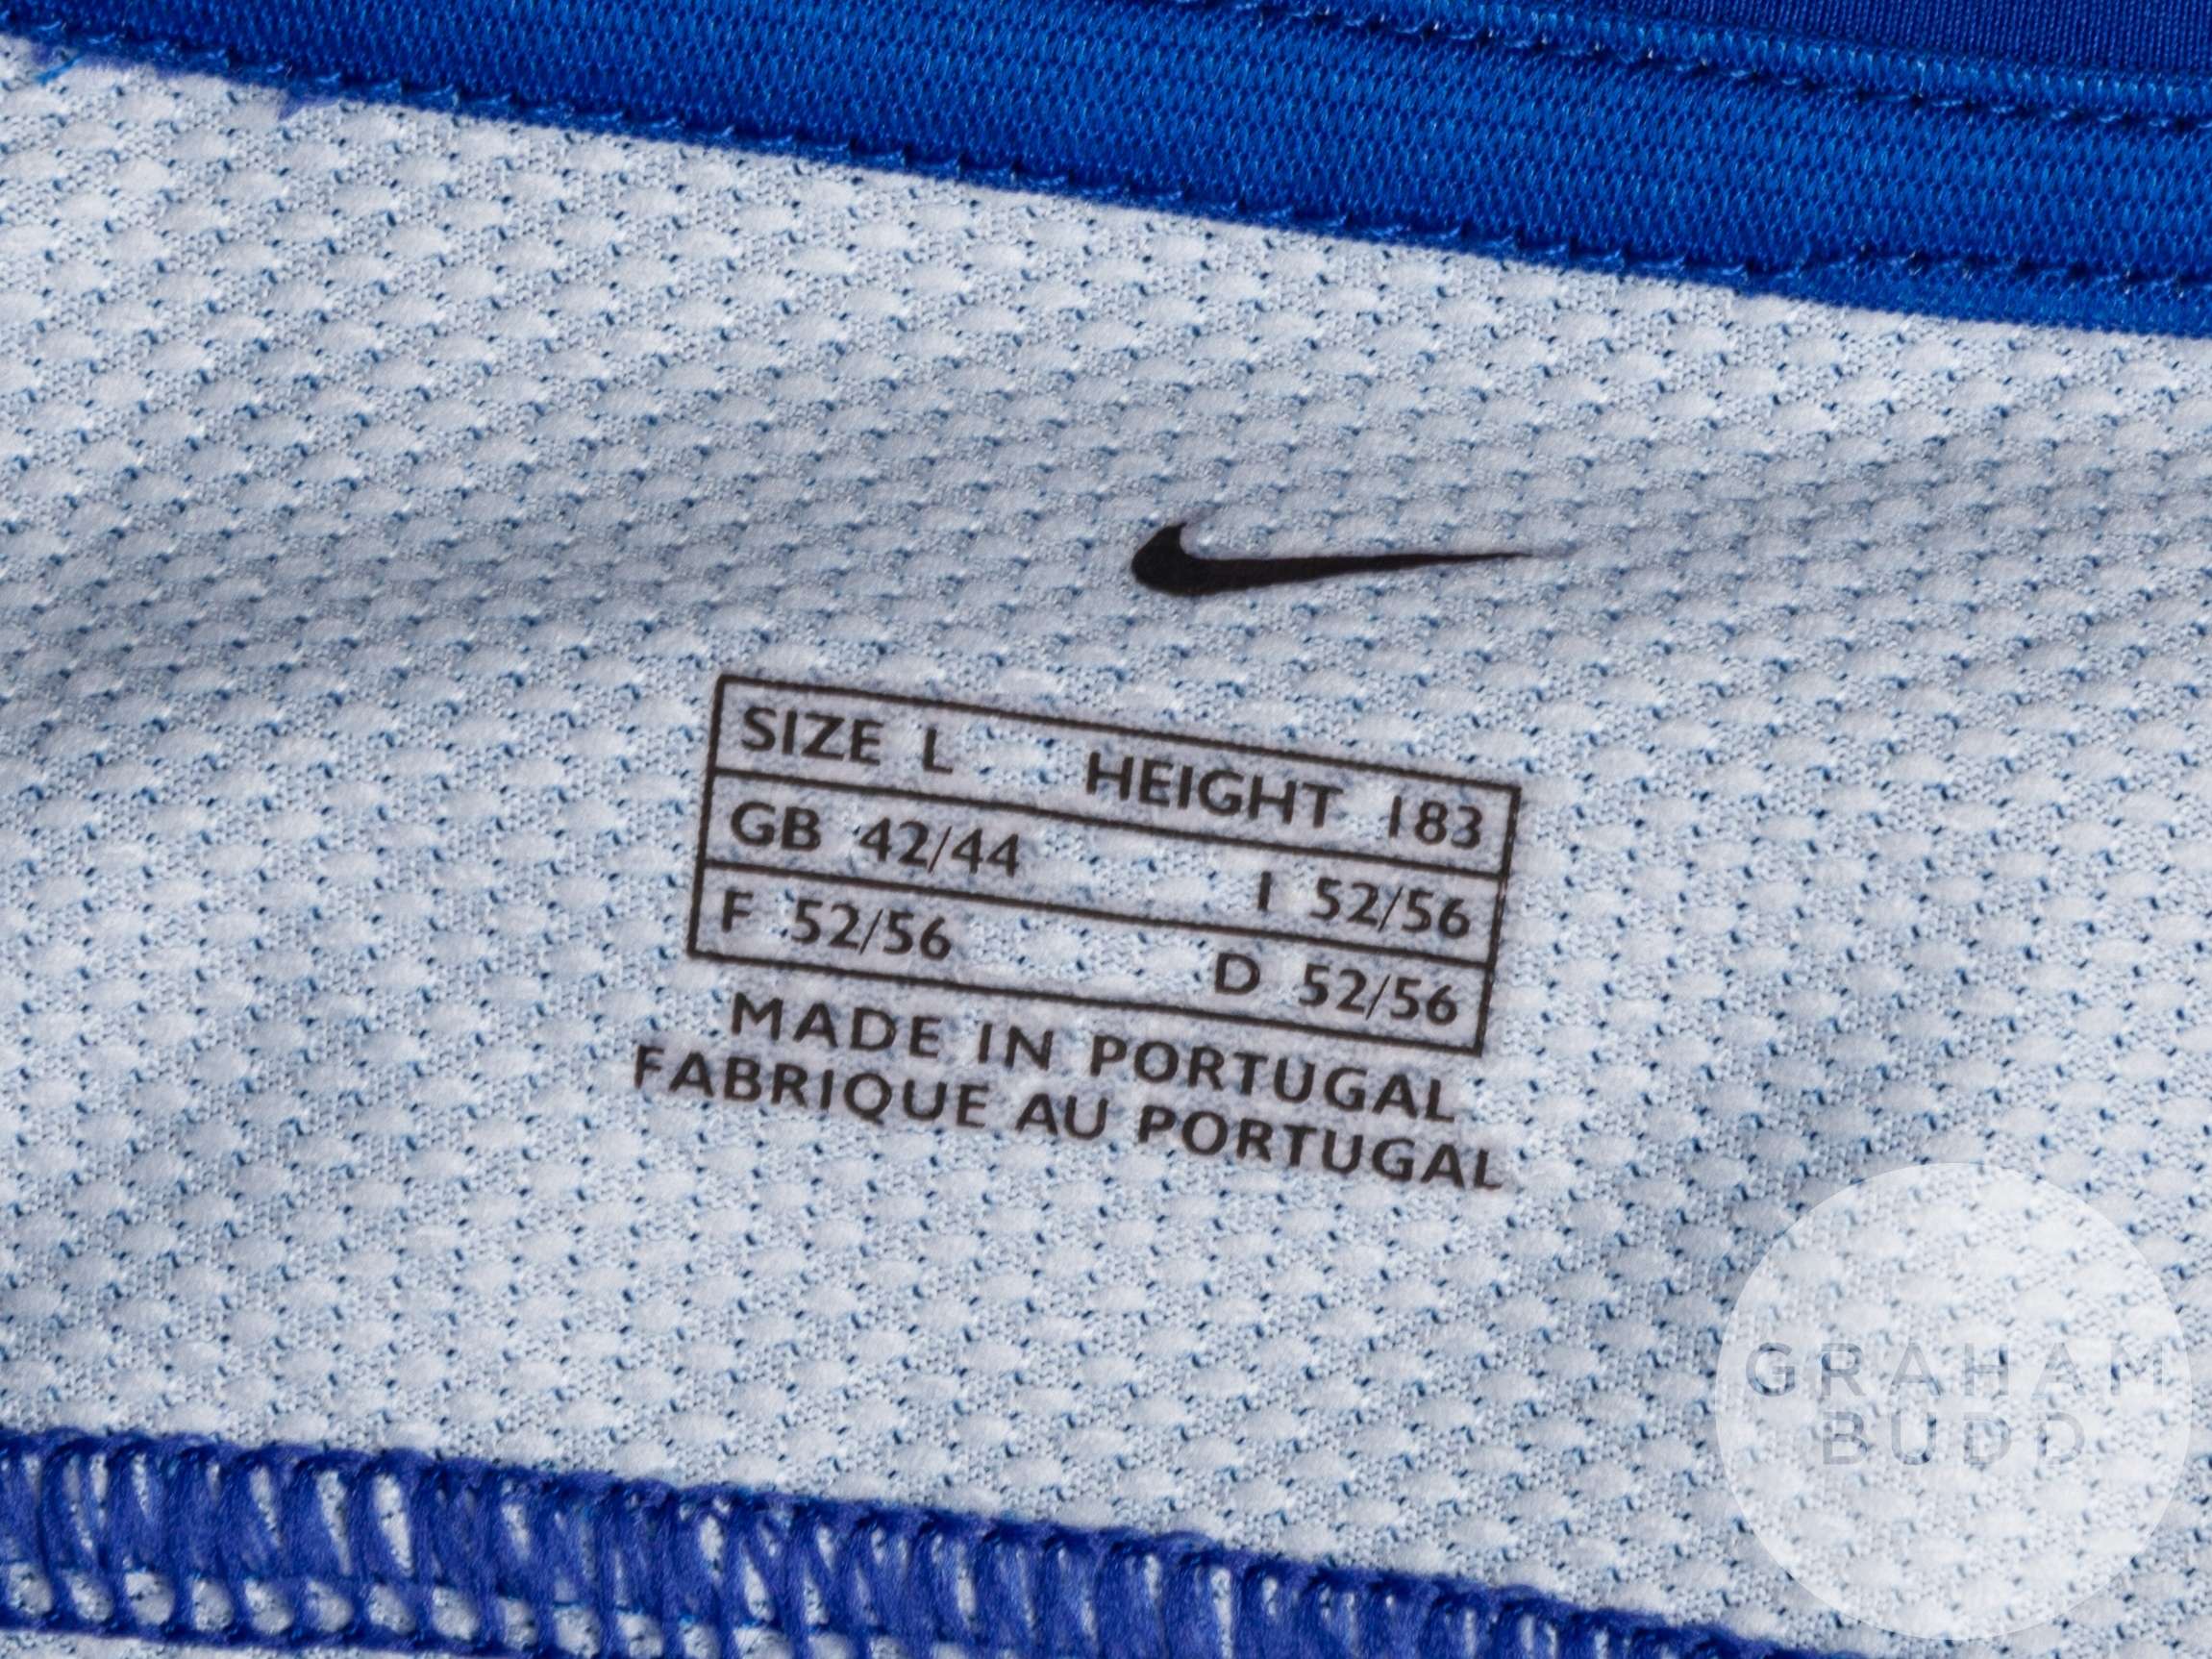 SIZE L HEIGHT 183
GB 42/44 I 52/56
F 52/56 D 52/56
MADE IN PORTUGAL
FABRIQUE AU PORTUGAL
GRAHAM
BUDD